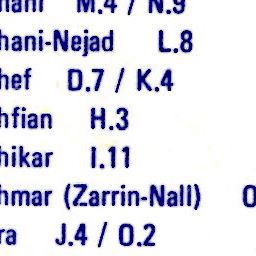 hani M.4 / N.9
hani-Nejad L.8
hef D.7 / K.4
hfian H.3
hikar I.11
hmar (Zarrin-Nall) O
ra J.4 / O.2